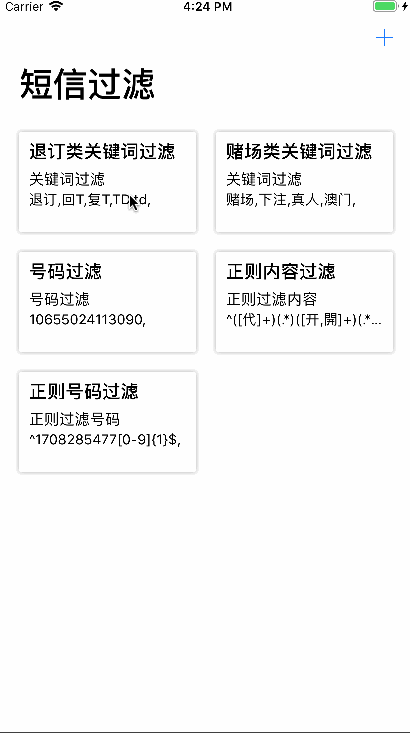 Carrier 4:24 PM
短信过滤
退订类关键词过滤
关键词过滤
退订,回T,复T,TD,td,
赌场类关键词过滤
关键词过滤
赌场,下注,真人,澳门,
号码过滤
号码过滤
10655024113090,
正则内容过滤
正则过滤内容
^([代]+)(.*)([开,開]+)(.*...
正则号码过滤
正则过滤号码
^1708285477[0-9]{1}$,